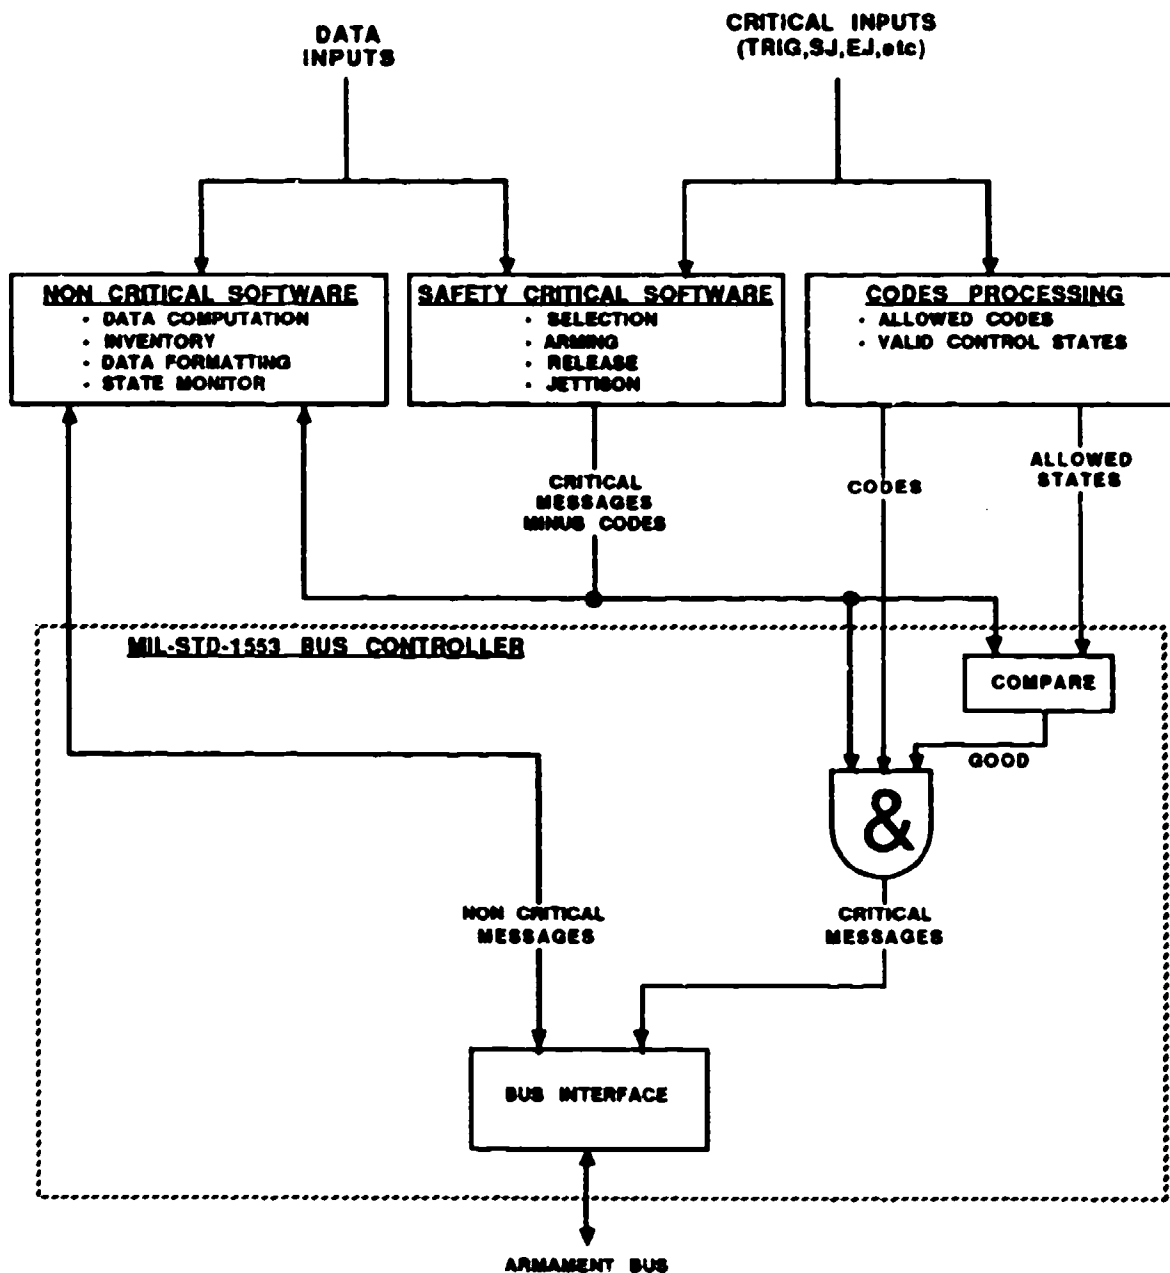 DATA
INPUTS
CRITICAL INPUTS
(TRIG,SJ,EJ,etc)
NON CRITICAL SOFTWARE
· DATA COMPUTATION
· INVENTORY
· DATA FORMATTING
· STATE MONITOR
SAFETY CRITICAL SOFTWARE
· SELECTION
· ARMING
· RELEASE
· JETTISON
CODES PROCESSING
· ALLOWED CODES
· VALID CONTROL STATES
CRITICAL
MESSAGES
MINUS CODES
CODES
ALLOWED
STATES
MIL-STD-1553 BUS CONTROLLER
COMPARE
GOOD
&
NON CRITICAL
MESSAGES
CRITICAL
MESSAGES
BUS INTERFACE
ARMAMENT BUS